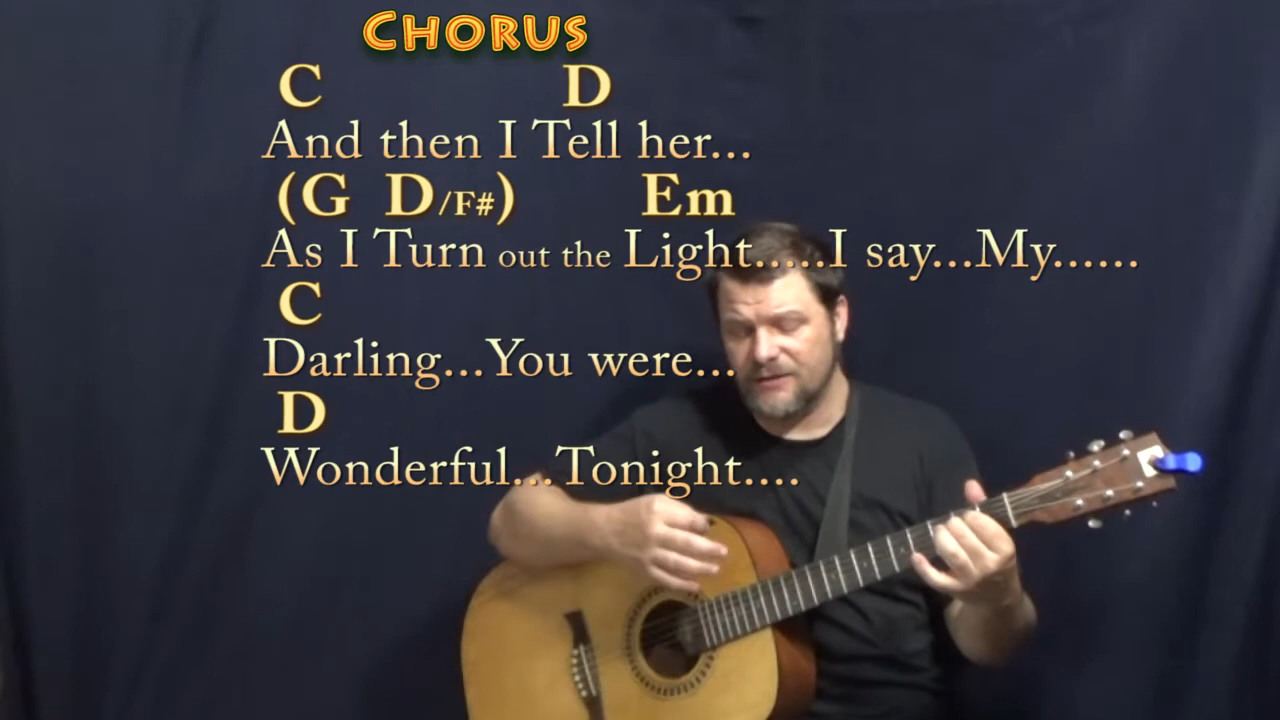 CHORUS
C D
And then I Tell her...
(G D/F#) Em
As I Turn out the Light.....I say...My......
C
Darling...You were...
D
Wonderful...Tonight....